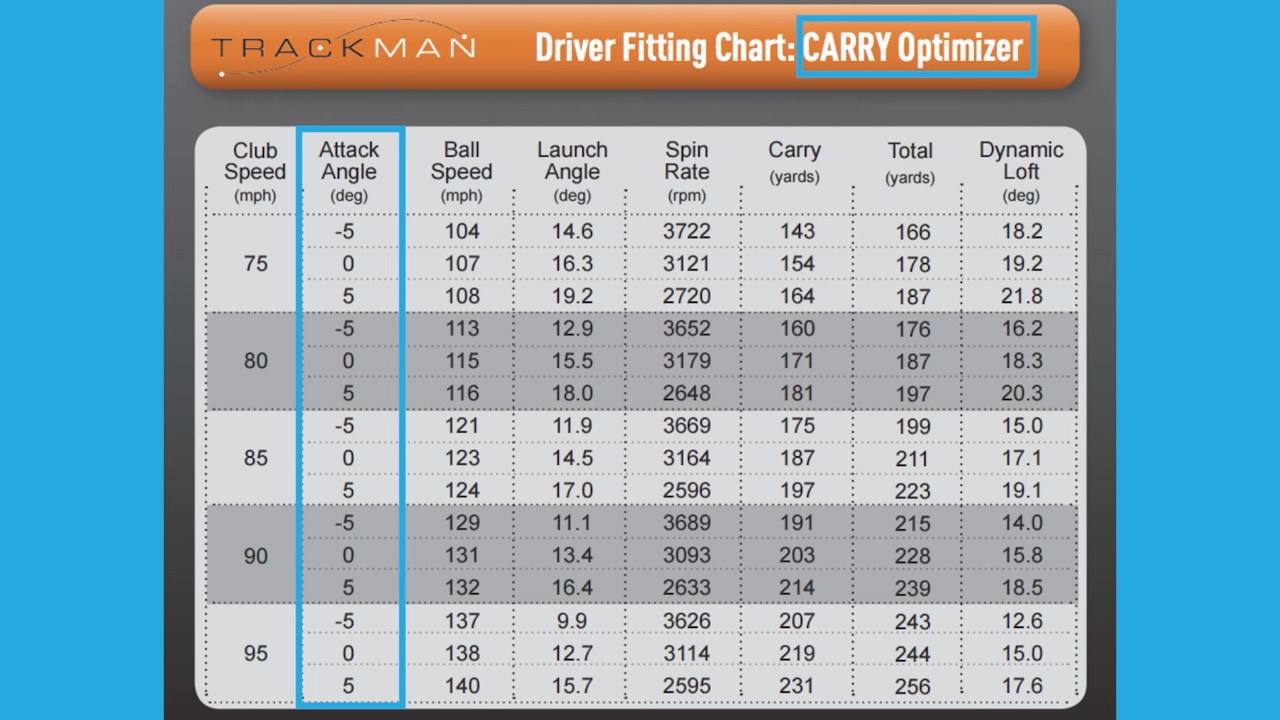 TRACKMAN Driver Fitting Chart: CARRY Optimizer
Club Speed (mph) Attack Angle (deg) Ball Speed (mph) Launch Angle (deg) Spin Rate (rpm) Carry (yards) Total (yards) Dynamic Loft (deg)
-5 104 14.6 3722 143 166 18.2
75 0 107 16.3 3121 154 178 19.2
5 108 19.2 2720 164 187 21.8
-5 113 12.9 3652 160 176 16.2
80 0 115 15.5 3179 171 187 18.3
5 116 18.0 2648 181 197 20.3
-5 121 11.9 3669 175 199 15.0
85 0 123 14.5 3164 187 211 17.1
5 124 17.0 2596 197 223 19.1
-5 129 11.1 3689 191 215 14.0
90 0 131 13.4 3093 203 228 15.8
5 132 16.4 2633 214 239 18.5
-5 137 9.9 3626 207 243 12.6
95 0 138 12.7 3114 219 244 15.0
5 140 15.7 2595 231 256 17.6